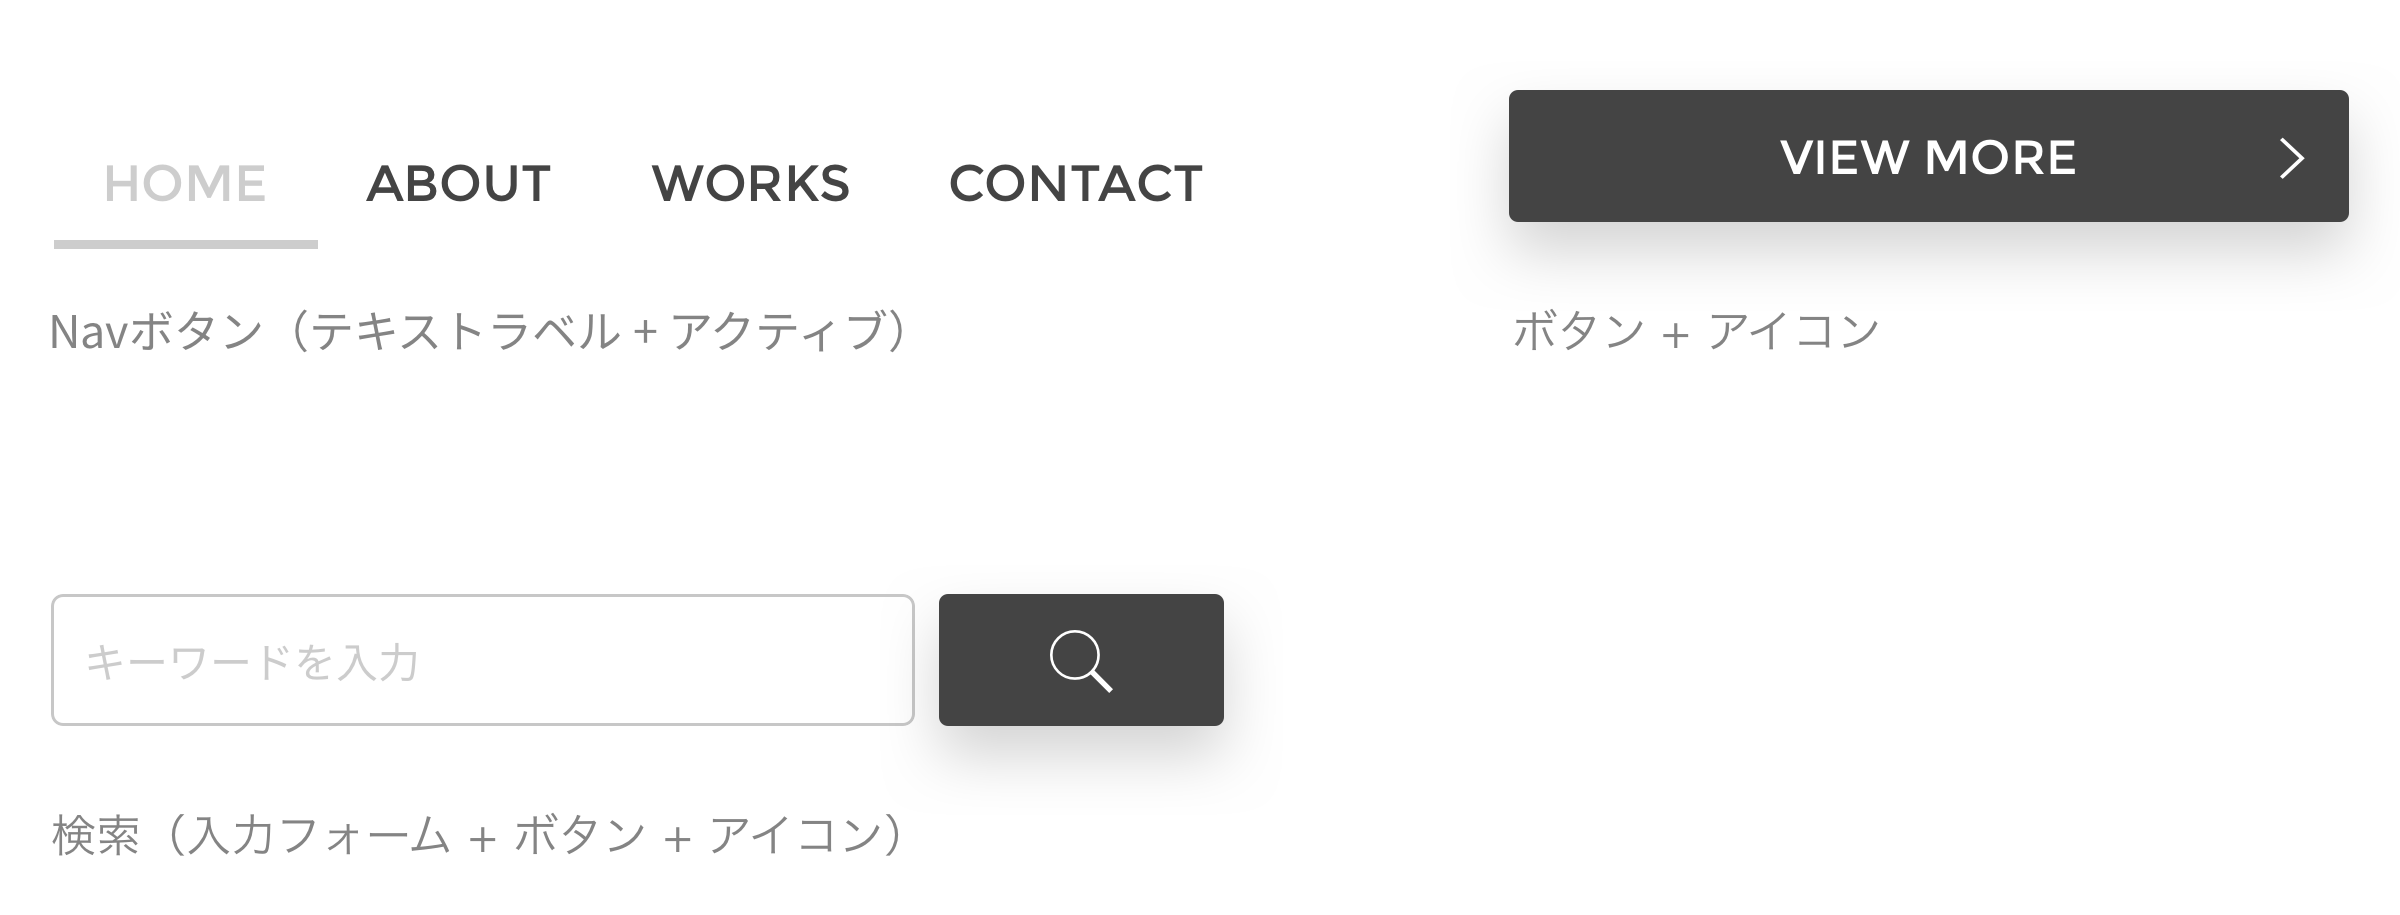 HOME ABOUT WORKS CONTACT
Navボタン（テキストラベル + アクティブ）
VIEW MORE
ボタン + アイコン
キーワードを入力
検索（入力フォーム + ボタン + アイコン）